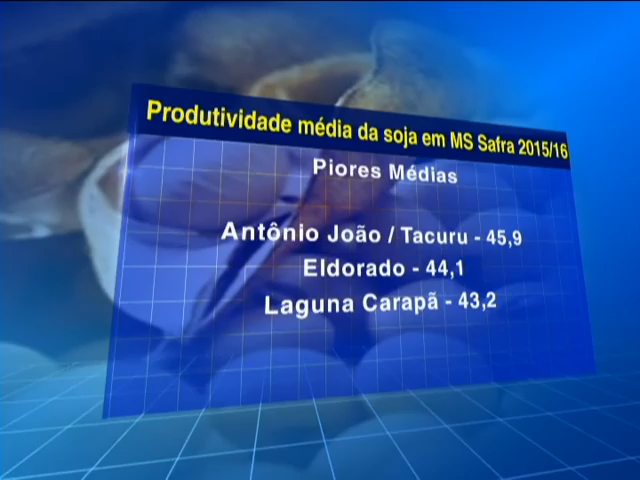 Produtividade média da soja em MS Safra 2015/16
Piores Médias
Antônio João / Tacuru - 45,9
Eldorado - 44,1
Laguna Carapã - 43,2